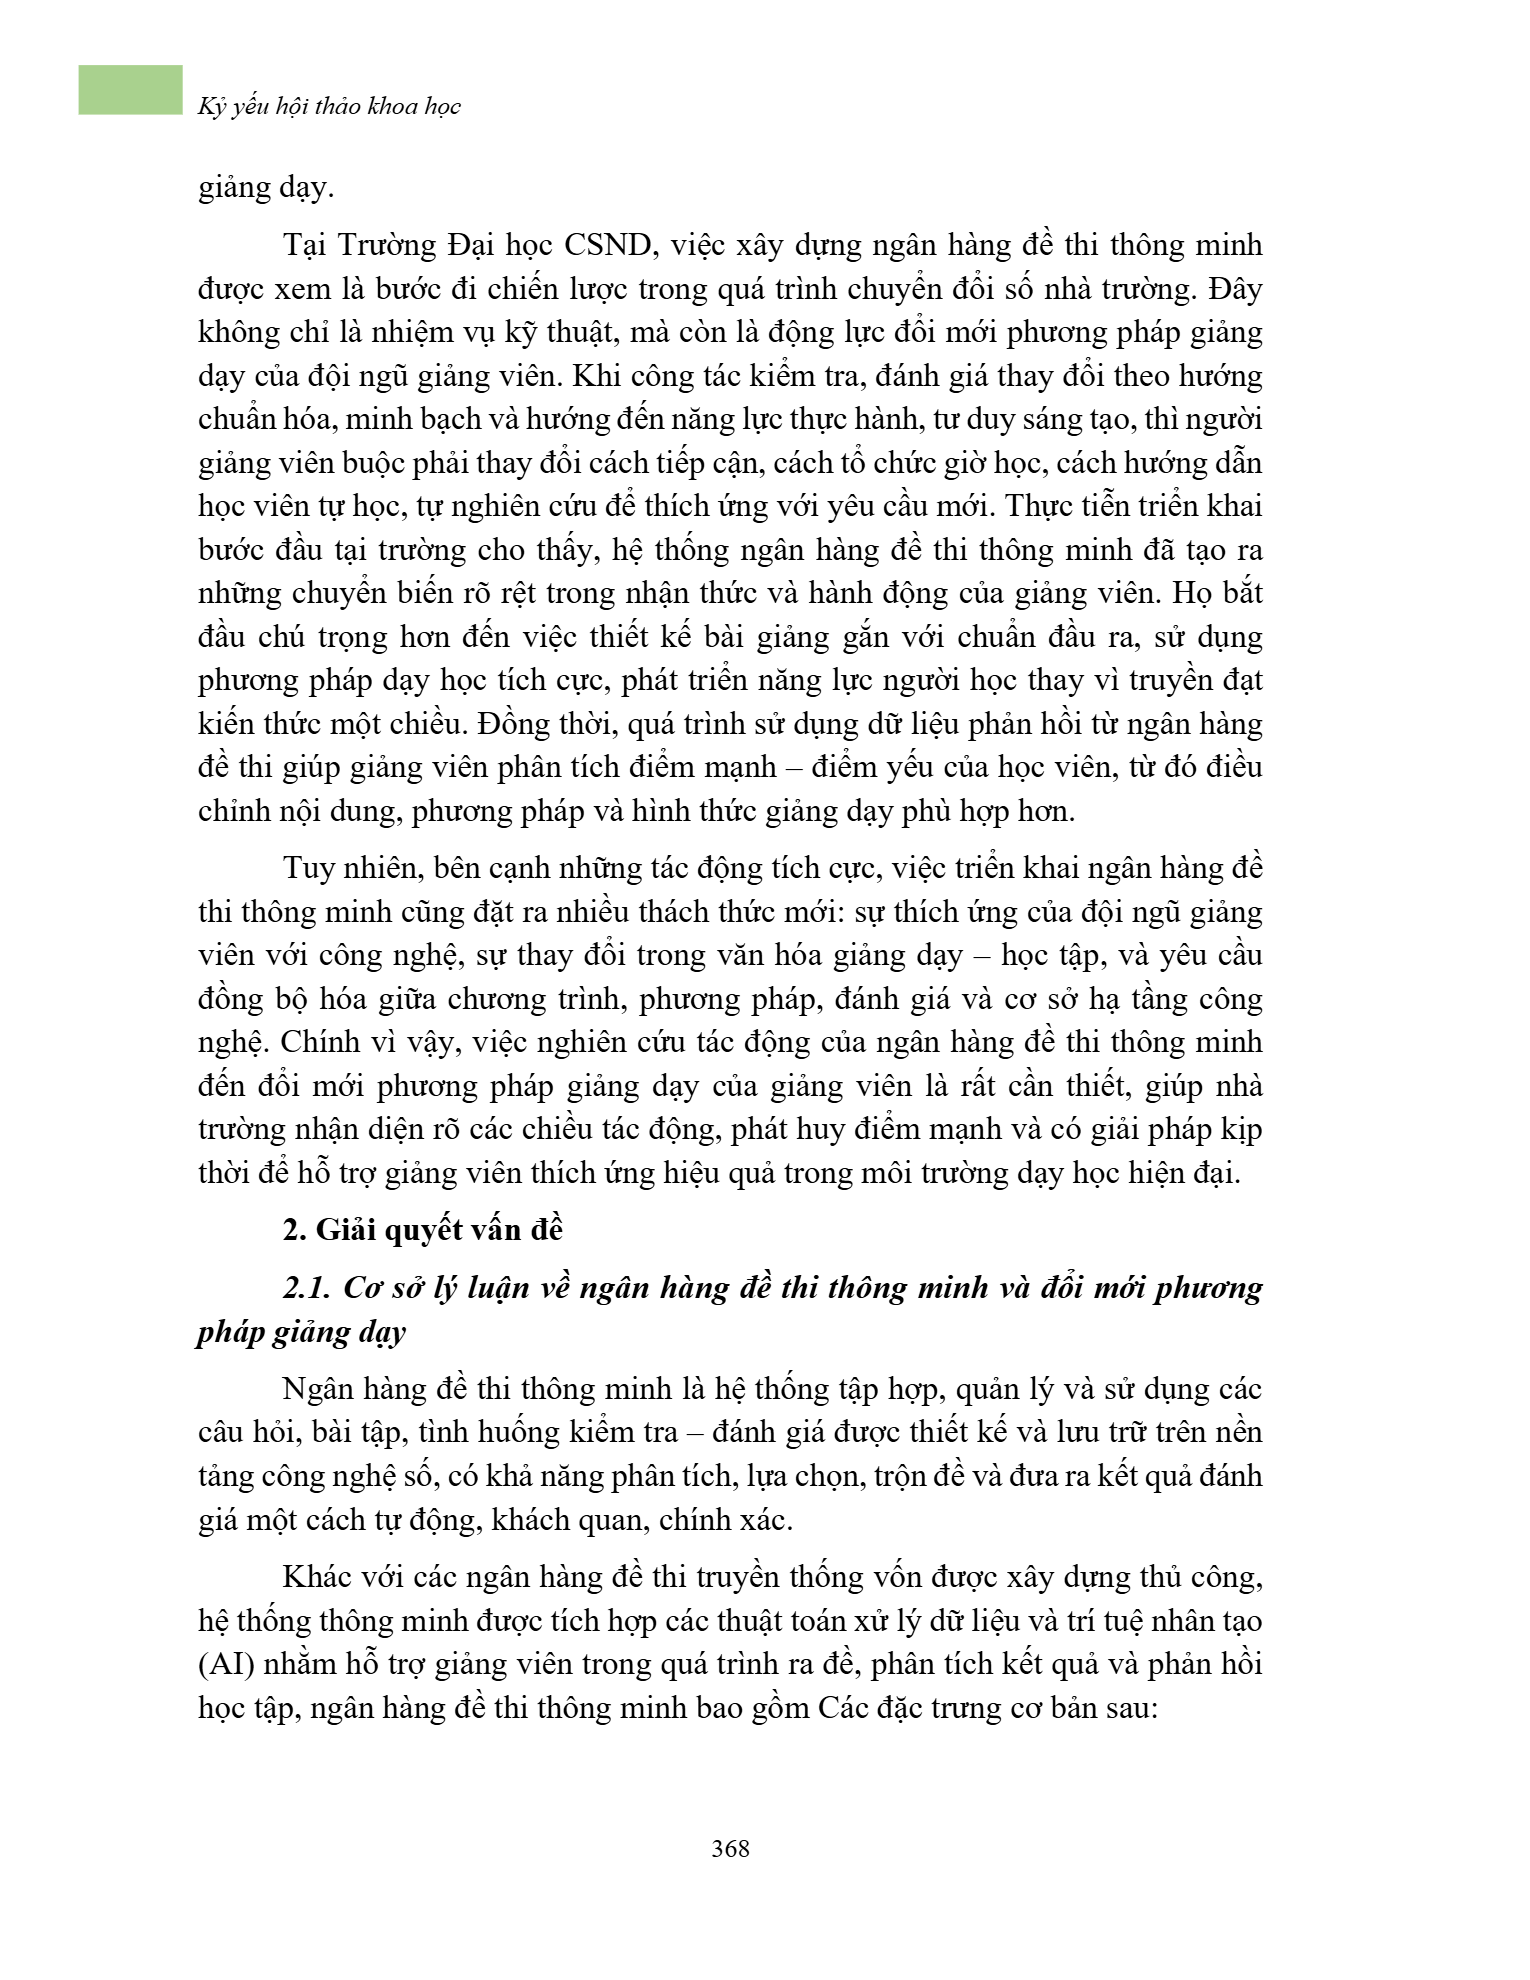 Kỷ yếu hội thảo khoa học
giảng dạy.
Tại Trường Đại học CSND, việc xây dựng ngân hàng đề thi thông minh
được xem là bước đi chiến lược trong quá trình chuyển đổi số nhà trường. Đây
không chỉ là nhiệm vụ kỹ thuật, mà còn là động lực đổi mới phương pháp giảng
dạy của đội ngũ giảng viên. Khi công tác kiểm tra, đánh giá thay đổi theo hướng
chuẩn hóa, minh bạch và hướng đến năng lực thực hành, tư duy sáng tạo, thì người
giảng viên buộc phải thay đổi cách tiếp cận, cách tổ chức giờ học, cách hướng dẫn
học viên tự học, tự nghiên cứu để thích ứng với yêu cầu mới. Thực tiễn triển khai
bước đầu tại trường cho thấy, hệ thống ngân hàng đề thi thông minh đã tạo ra
những chuyển biến rõ rệt trong nhận thức và hành động của giảng viên. Họ bắt
đầu chú trọng hơn đến việc thiết kế bài giảng gắn với chuẩn đầu ra, sử dụng
phương pháp dạy học tích cực, phát triển năng lực người học thay vì truyền đạt
kiến thức một chiều. Đồng thời, quá trình sử dụng dữ liệu phản hồi từ ngân hàng
đề thi giúp giảng viên phân tích điểm mạnh – điểm yếu của học viên, từ đó điều
chỉnh nội dung, phương pháp và hình thức giảng dạy phù hợp hơn.
Tuy nhiên, bên cạnh những tác động tích cực, việc triển khai ngân hàng đề
thi thông minh cũng đặt ra nhiều thách thức mới: sự thích ứng của đội ngũ giảng
viên với công nghệ, sự thay đổi trong văn hóa giảng dạy – học tập, và yêu cầu
đồng bộ hóa giữa chương trình, phương pháp, đánh giá và cơ sở hạ tầng công
nghệ. Chính vì vậy, việc nghiên cứu tác động của ngân hàng đề thi thông minh
đến đổi mới phương pháp giảng dạy của giảng viên là rất cần thiết, giúp nhà
trường nhận diện rõ các chiều tác động, phát huy điểm mạnh và có giải pháp kịp
thời để hỗ trợ giảng viên thích ứng hiệu quả trong môi trường dạy học hiện đại.
2. Giải quyết vấn đề
2.1. Cơ sở lý luận về ngân hàng đề thi thông minh và đổi mới phương
pháp giảng dạy
Ngân hàng đề thi thông minh là hệ thống tập hợp, quản lý và sử dụng các
câu hỏi, bài tập, tình huống kiểm tra – đánh giá được thiết kế và lưu trữ trên nền
tảng công nghệ số, có khả năng phân tích, lựa chọn, trộn đề và đưa ra kết quả đánh
giá một cách tự động, khách quan, chính xác.
Khác với các ngân hàng đề thi truyền thống vốn được xây dựng thủ công,
hệ thống thông minh được tích hợp các thuật toán xử lý dữ liệu và trí tuệ nhân tạo
(AI) nhằm hỗ trợ giảng viên trong quá trình ra đề, phân tích kết quả và phản hồi
học tập, ngân hàng đề thi thông minh bao gồm Các đặc trưng cơ bản sau:
368